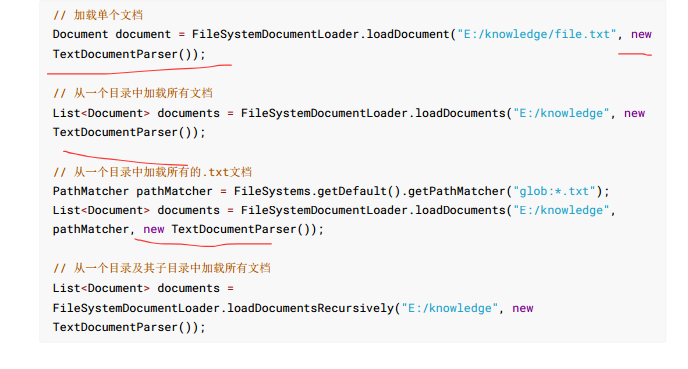 // 加载单个文档
Document document = FileSystemDocumentLoader.loadDocument("E:/knowledge/file.txt", new
TextDocumentParser());
// 从一个目录中加载所有文档
List<Document> documents = FileSystemDocumentLoader.loadDocuments("E:/knowledge", new
TextDocumentParser());
// 从一个目录中加载所有的.txt文档
PathMatcher pathMatcher = FileSystems.getDefault().getPathMatcher("glob:*.txt");
List<Document> documents = FileSystemDocumentLoader.loadDocuments("E:/knowledge",
pathMatcher, new TextDocumentParser());
// 从一个目录及其子目录中加载所有文档
List<Document> documents =
FileSystemDocumentLoader.loadDocumentsRecursively("E:/knowledge", new
TextDocumentParser());